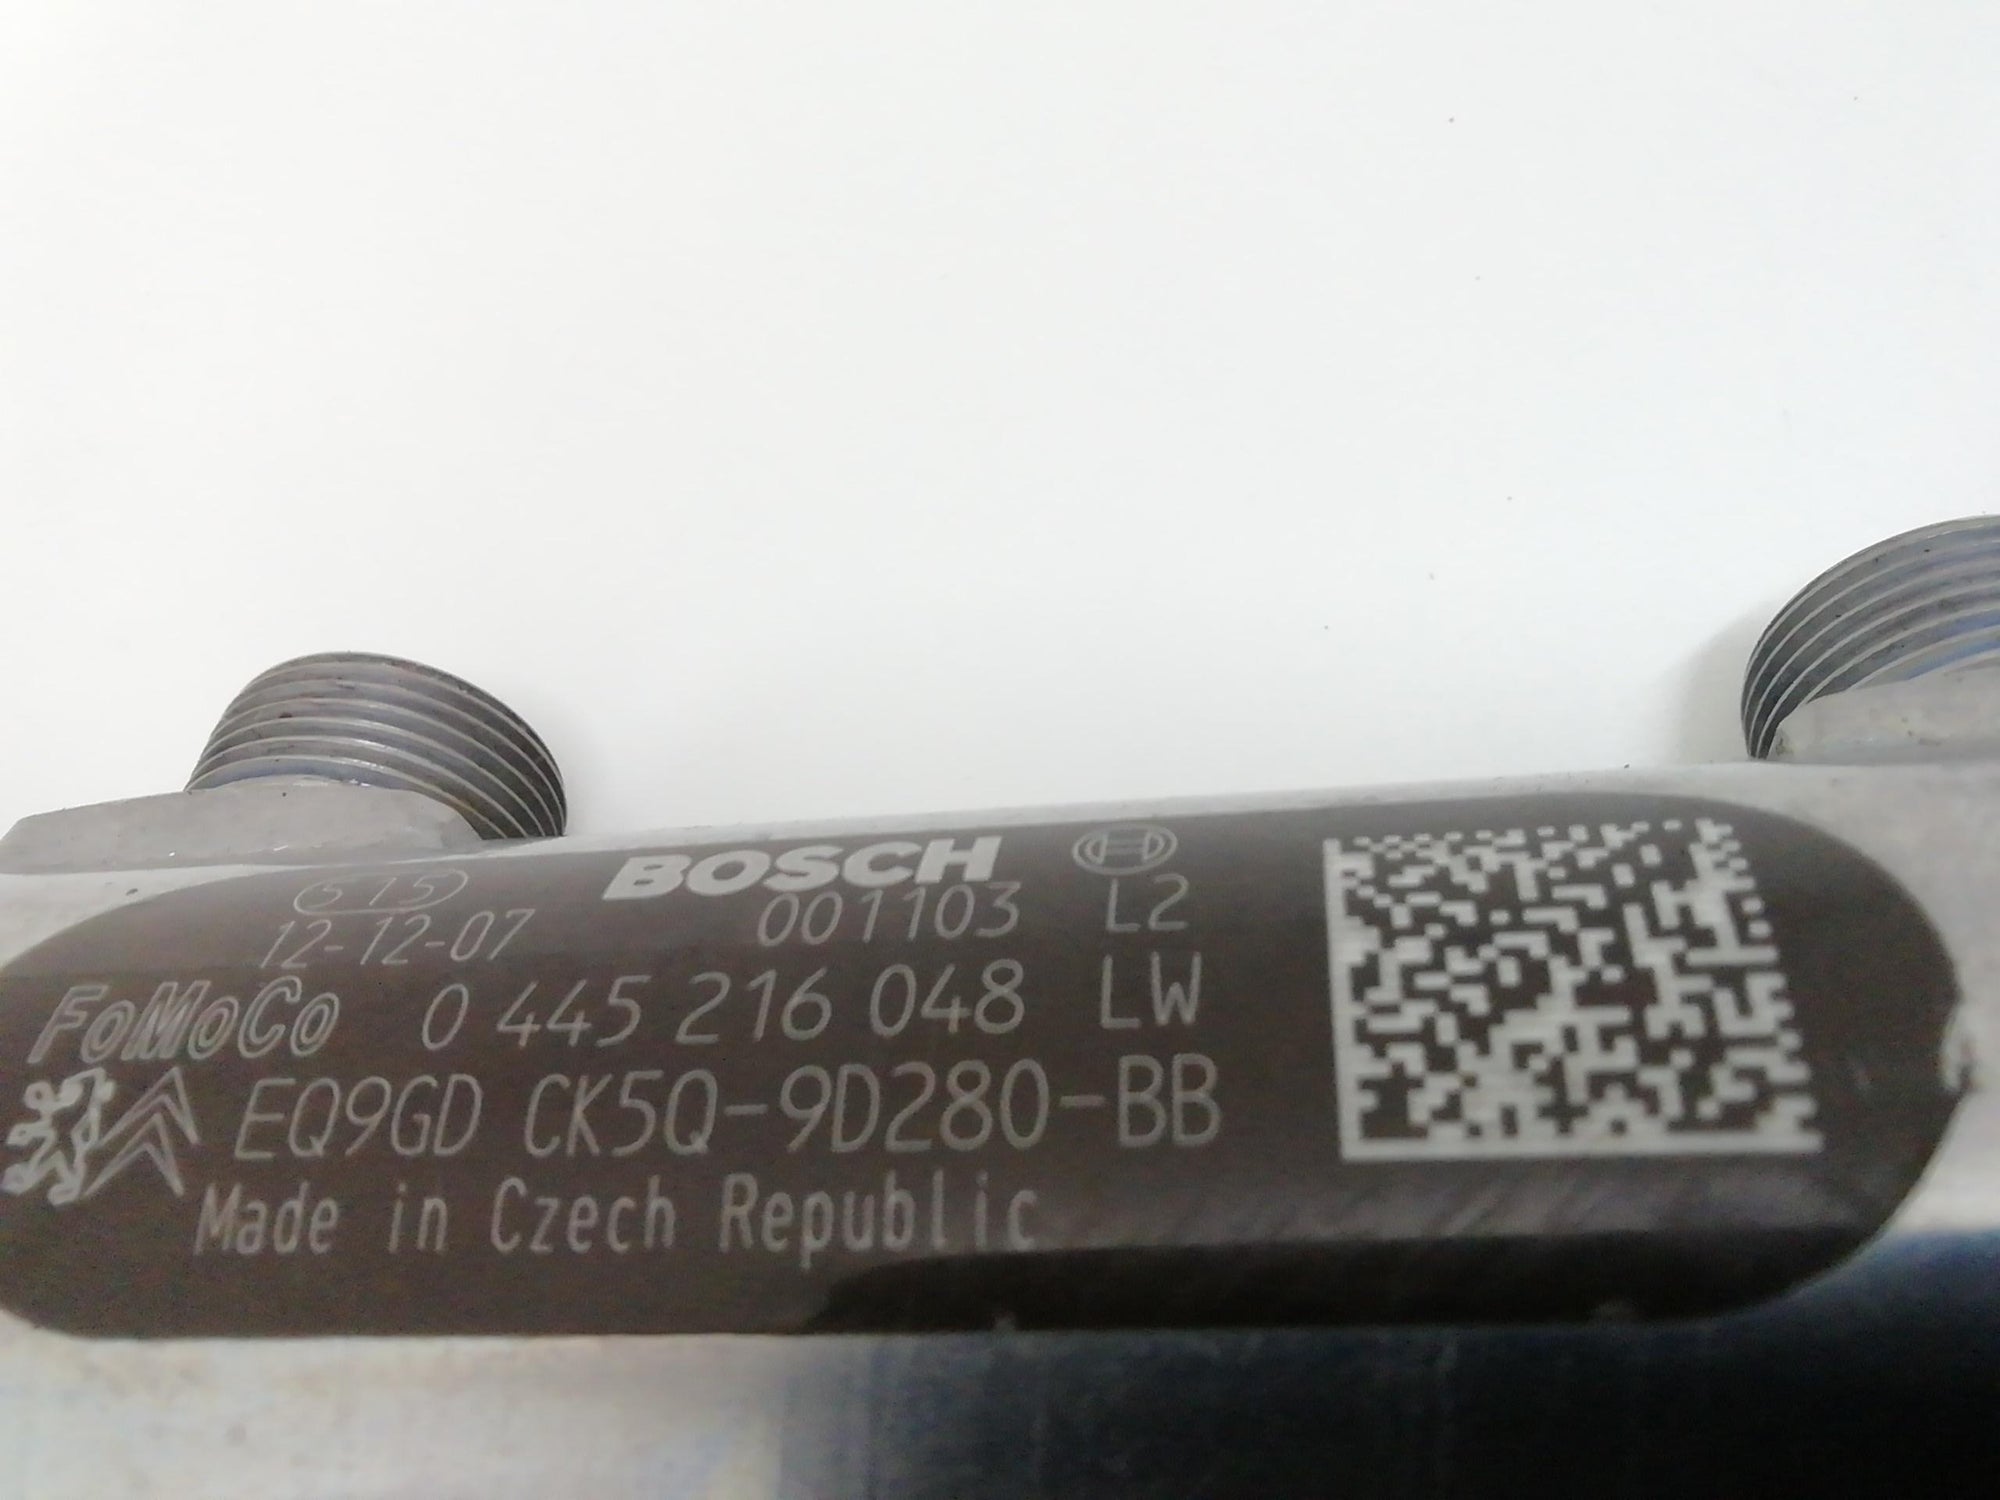 BOSCH
615
12-12-07 001103 L2
FoMoCo 0 445 216 048 LW
EQ9GD CK5Q-9D280-BB
Made in Czech Republic